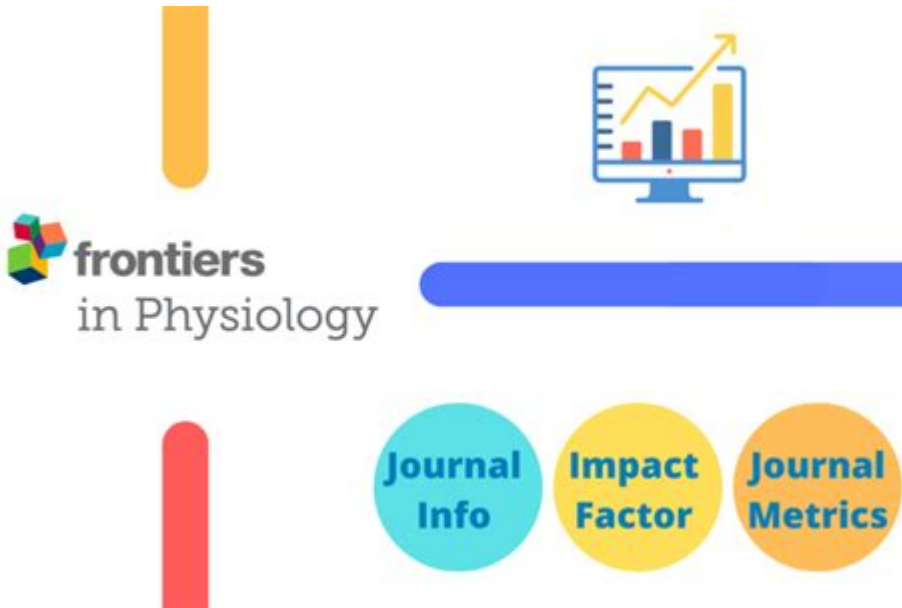 frontiers
in Physiology
Journal
Info
Impact
Factor
Journal
Metrics